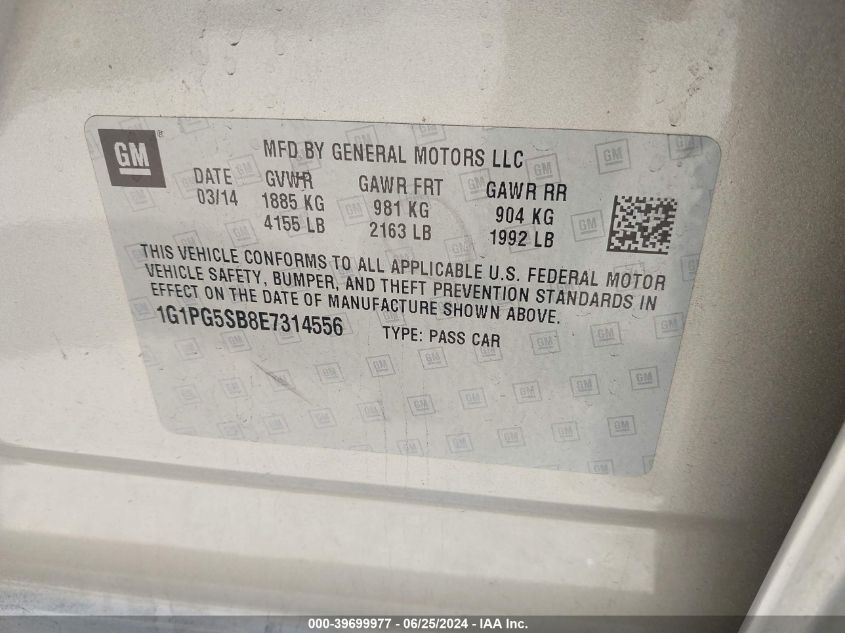 GM ®
MFD BY GENERAL MOTORS LLC
DATE GVWR GAWR FRT GAWR RR
03/14 1885 KG 981 KG 904 KG
4155 LB 2163 LB 1992 LB
THIS VEHICLE CONFORMS TO ALL APPLICABLE U.S. FEDERAL MOTOR
VEHICLE SAFETY, BUMPER, AND THEFT PREVENTION STANDARDS IN
EFFECT ON THE DATE OF MANUFACTURE SHOWN ABOVE.
1G1PG5SB8E7314556 TYPE: PASS CAR
000-39699977 - 06/25/2024 - IAA Inc.